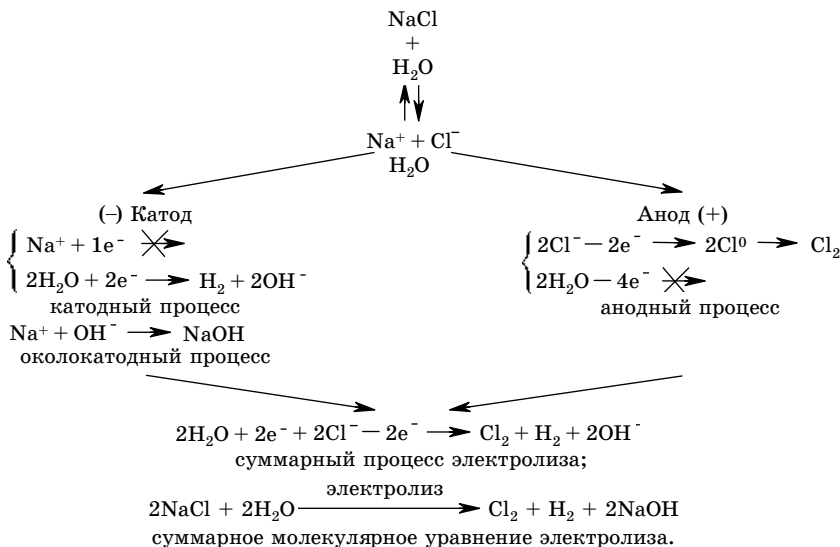 NaCl
+
H₂O
Na⁺ + Cl⁻
H₂O
(–) Катод
Na⁺ + 1e⁻
2H₂O + 2e⁻ → H₂ + 2OH⁻
катодный процесс
Na⁺ + OH⁻ → NaOH
околокатодный процесс
Анод (+)
2Cl⁻ — 2e⁻ → 2Cl⁰ → Cl₂
2H₂O — 4e⁻
анодный процесс
2H₂O + 2e⁻ + 2Cl⁻ — 2e⁻ → Cl₂ + H₂ + 2OH⁻
суммарный процесс электролиза;
электролиз
2NaCl + 2H₂O → Cl₂ + H₂ + 2NaOH
суммарное молекулярное уравнение электролиза.